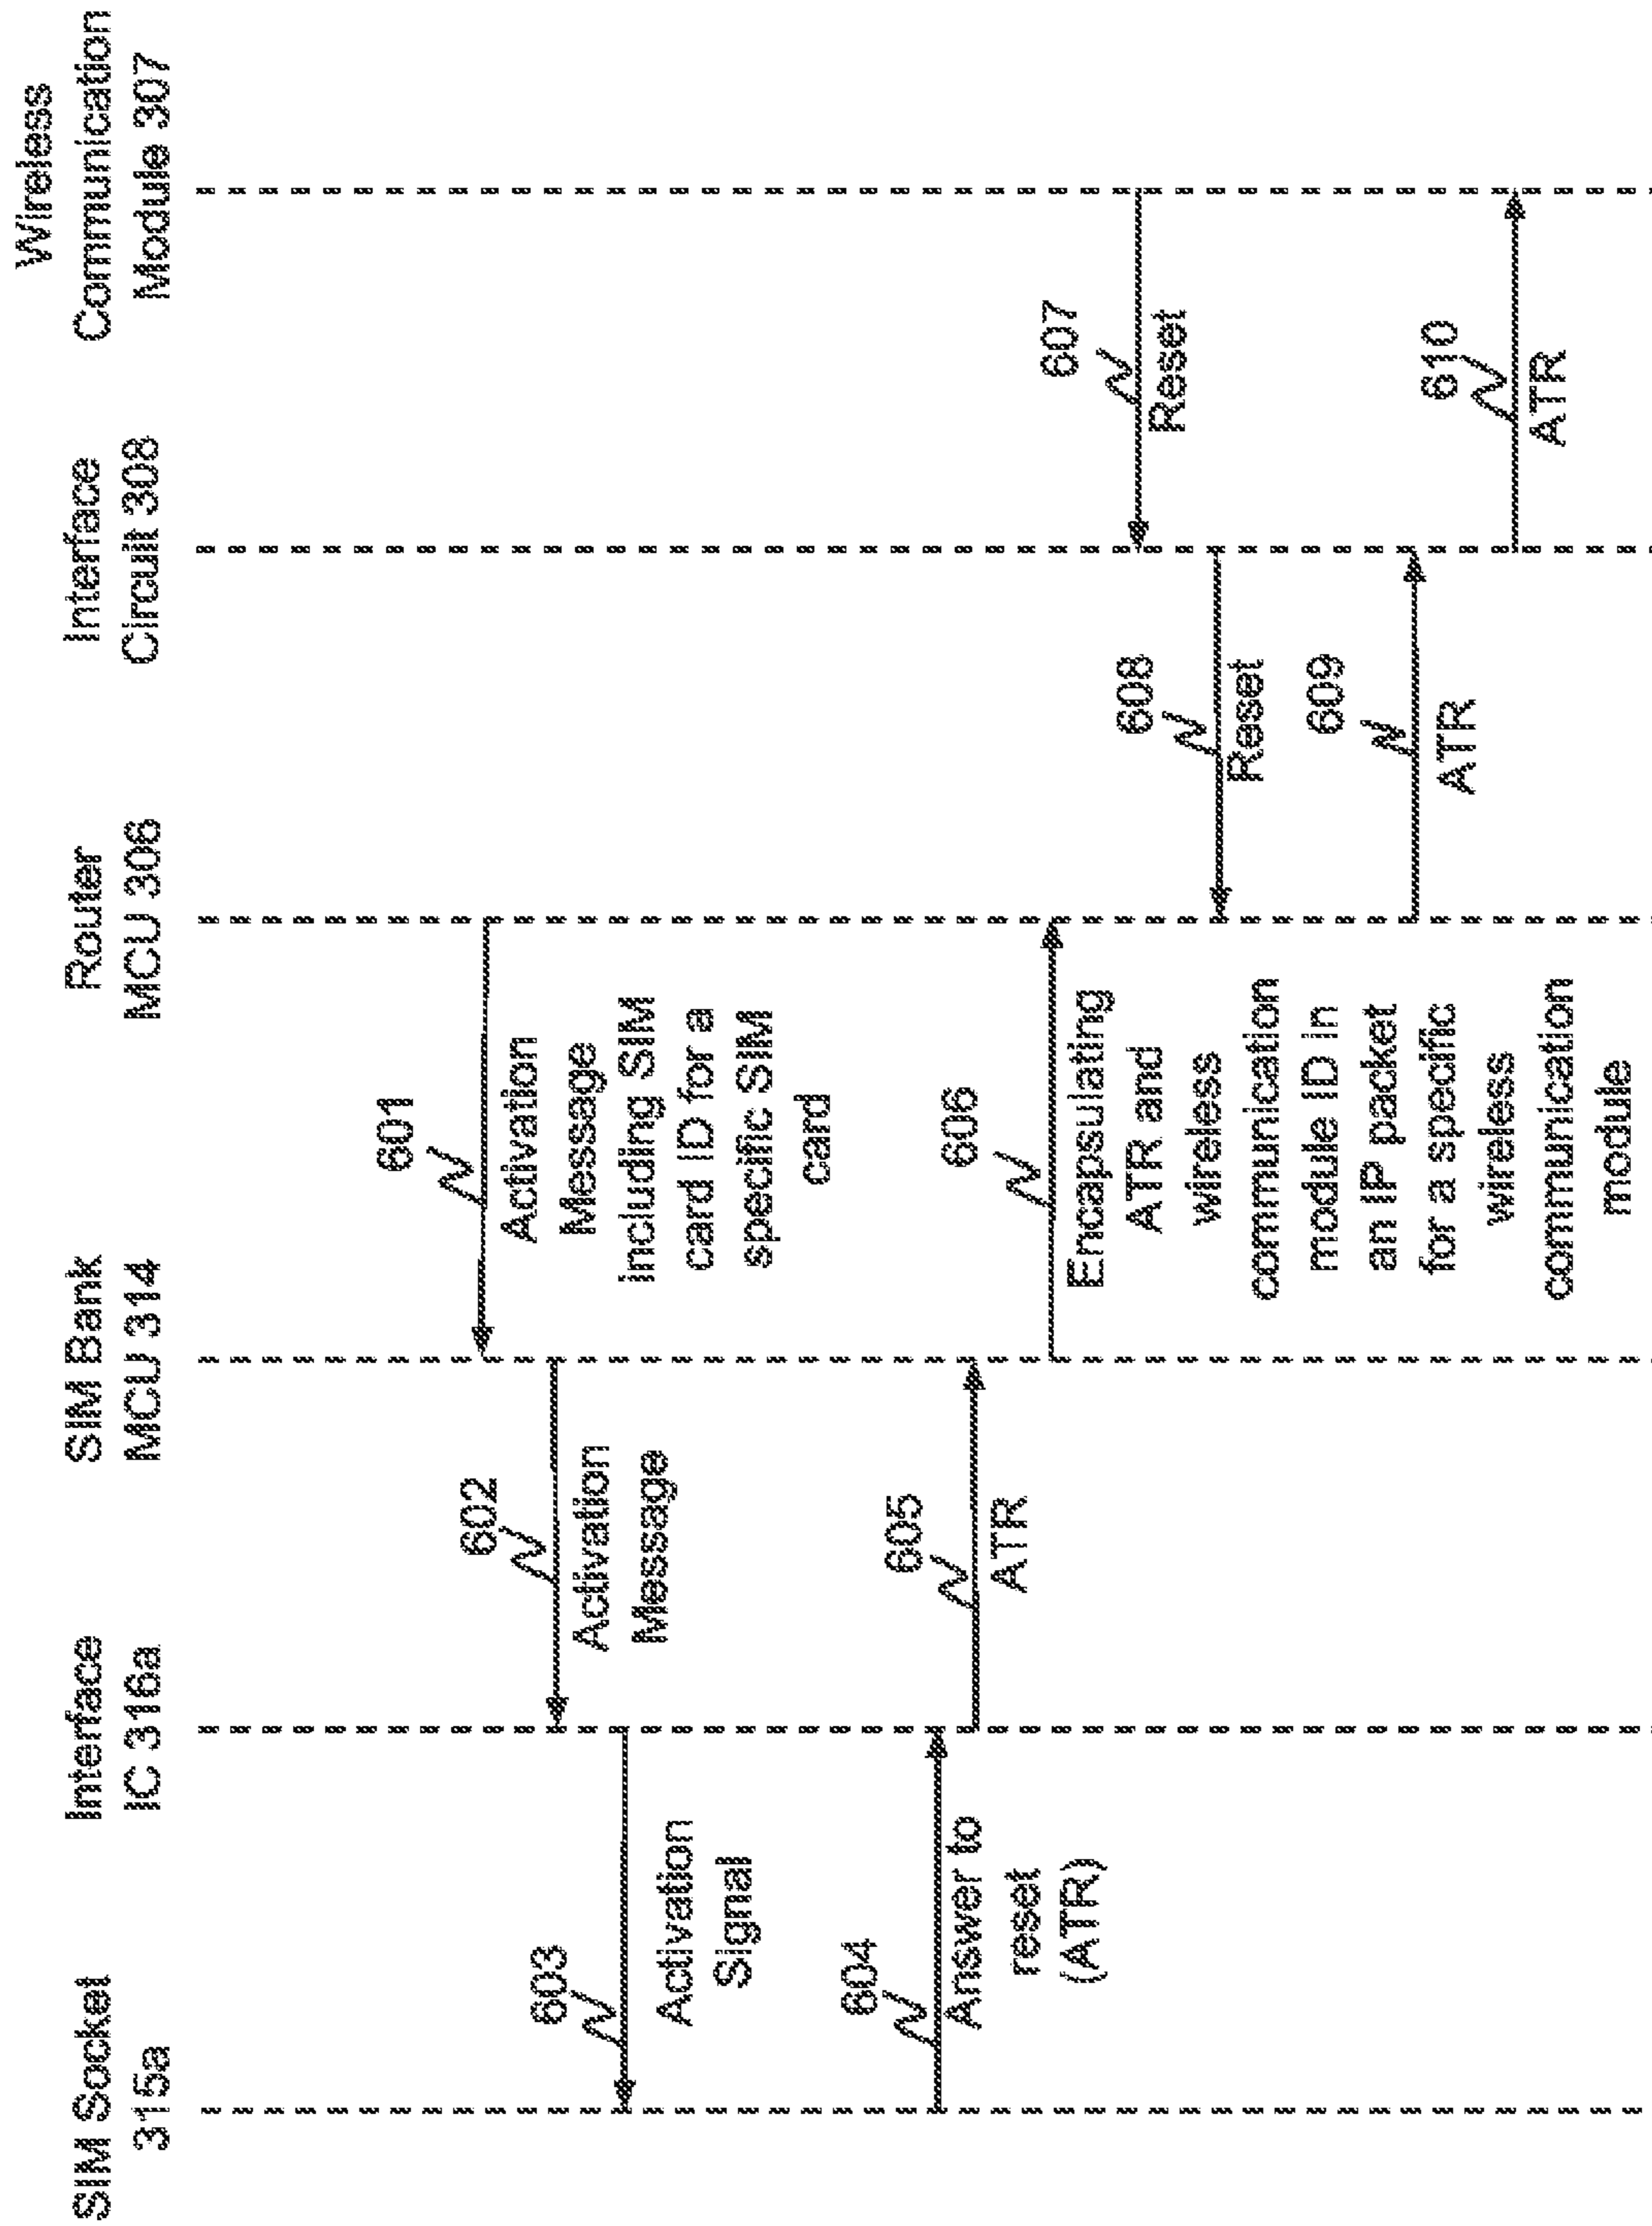 SIM Socket
315a
Interface
IC 316a
SIM Bank
MCU 314
Router
MCU 306
Interface
Circuit 308
Wireless
Communication
Module 307
601
Activation
Message
including SIM
card ID for a
specific SIM
card
602
Activation
Message
603
Activation
Signal
604
Answer to
reset
(ATR)
605
ATR
606
Encapsulating
ATR and
wireless
communication
module ID in
an IP packet
for a specific
wireless
communication
module
607
Reset
608
Reset
609
ATR
610
ATR